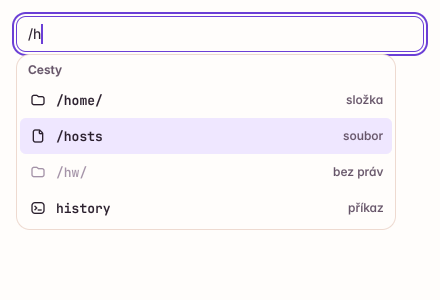 /h
Cesty
/home/ složka
/hosts soubor
/hw/ bez práv
history příkaz